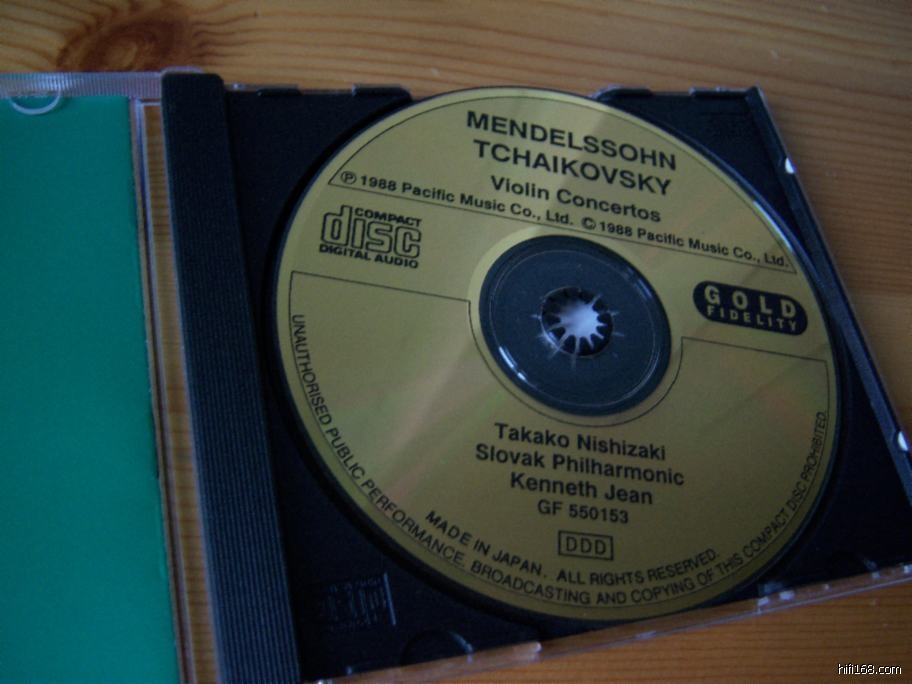 MENDELSSOHN
TCHAIKOVSKY
Violin Concertos
℗ 1988 Pacific Music Co., Ltd. © 1988 Pacific Music Co., Ltd.
COMPACT
disc
DIGITAL AUDIO
GOLD
FIDELITY
Takako Nishizaki
Slovak Philharmonic
Kenneth Jean
GF 550153
DDD
MADE IN JAPAN. ALL RIGHTS RESERVED.
UNAUTHORISED PUBLIC PERFORMANCE, BROADCASTING AND COPYING OF THIS COMPACT DISC PROHIBITED.
hifi168.com